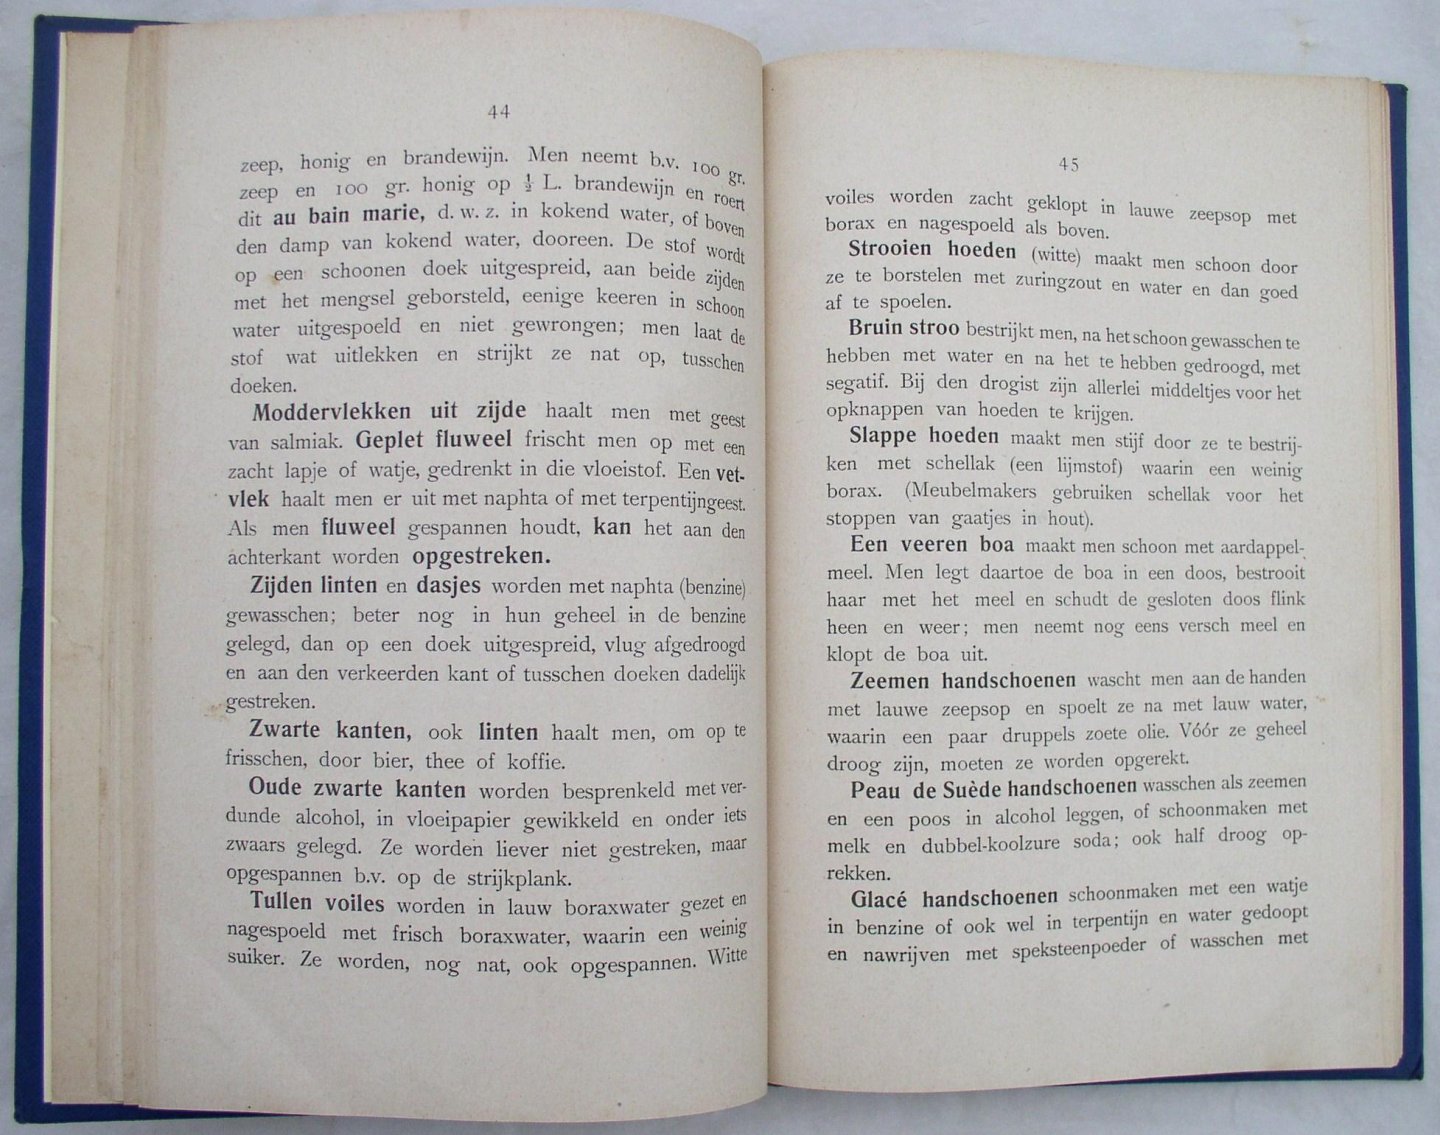 44
zeep, honig en brandewijn. Men neemt b.v. 100 gr.
zeep en 100 gr. honig op ½ L. brandewijn en roert
dit au bain marie, d. w. z. in kokend water, of boven
den damp van kokend water, dooreen. De stof wordt
op een schoonen doek uitgespreid, aan beide zijden
met het mengsel geborsteld, eenige keeren in schoon
water uitgespoeld en niet gewrongen; men laat de
stof wat uitlekken en strijkt ze nat op, tusschen
doeken.
Moddervlekken uit zijde haalt men met geest
van salmiak. Geplet fluweel frischt men op met een
zacht lapje of watje, gedrenkt in die vloeistof. Een vet-
vlek haalt men er uit met naphta of met terpentijngeest.
Als men fluweel gespannen houdt, kan het aan den
achterkant worden opgestreken.
Zijden linten en dasjes worden met naphta (benzine)
gewasschen; beter nog in hun geheel in de benzine
gelegd, dan op een doek uitgespreid, vlug afgedroogd
en aan den verkeerden kant of tusschen doeken dadelijk
gestreken.
Zwarte kanten, ook linten haalt men, om op te
frisschen, door bier, thee of koffie.
Oude zwarte kanten worden besprenkeld met ver-
dunde alcohol, in vloeipapier gewikkeld en onder iets
zwaars gelegd. Ze worden liever niet gestreken, maar
opgespannen b.v. op de strijkplank.
Tullen voiles worden in lauw boraxwater gezet en
nagespoeld met frisch boraxwater, waarin een weinig
suiker. Ze worden, nog nat, ook opgespannen. Witte
45
voiles worden zacht geklopt in lauwe zeepsop met
borax en nagespoeld als boven.
Strooien hoeden (witte) maakt men schoon door
ze te borstelen met zuringzout en water en dan goed
af te spoelen.
Bruin stroo bestrijkt men, na het schoon gewasschen te
hebben met water en na het te hebben gedroogd, met
segatif. Bij den drogist zijn allerlei middeltjes voor het
opknappen van hoeden te krijgen.
Slappe hoeden maakt men stijf door ze te bestrij-
ken met schellak (een lijmstof) waarin een weinig
borax. (Meubelmakers gebruiken schellak voor het
stoppen van gaatjes in hout).
Een veeren boa maakt men schoon met aardappel-
meel. Men legt daartoe de boa in een doos, bestrooit
haar met het meel en schudt de gesloten doos flink
heen en weer; men neemt nog eens versch meel en
klopt de boa uit.
Zeemen handschoenen wascht men aan de handen
met lauwe zeepsop en spoelt ze na met lauw water,
waarin een paar druppels zoete olie. Vóór ze geheel
droog zijn, moeten ze worden opgerekt.
Peau de Suède handschoenen wasschen als zeemen
en een poos in alcohol leggen, of schoonmaken met
melk en dubbel-koolzure soda; ook half droog op-
rekken.
Glacé handschoenen schoonmaken met een watje
in benzine of ook wel in terpentijn en water gedoopt
en nawrijven met speksteenpoeder of wasschen met